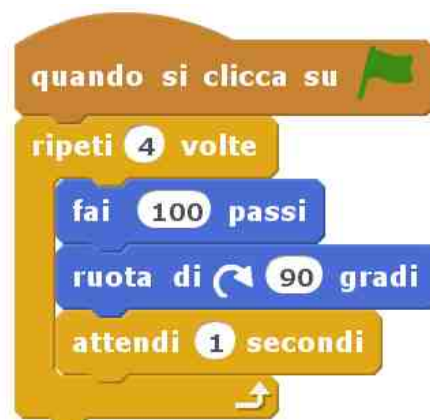 quando si clicca su
ripeti 4 volte
fai 100 passi
ruota di 90 gradi
attendi 1 secondi